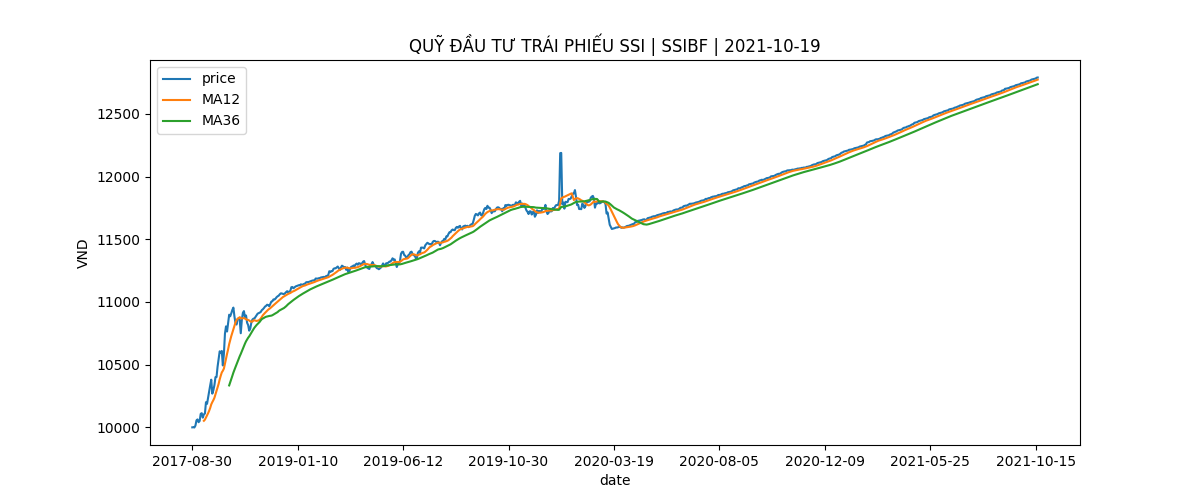 QUỸ ĐẦU TƯ TRÁI PHIẾU SSI | SSIBF | 2021-10-19
price
MA12
MA36
12500
12000
11500
11000
10500
10000
VND
2017-08-30 2019-01-10 2019-06-12 2019-10-30 2020-03-19 2020-08-05 2020-12-09 2021-05-25 2021-10-15
date